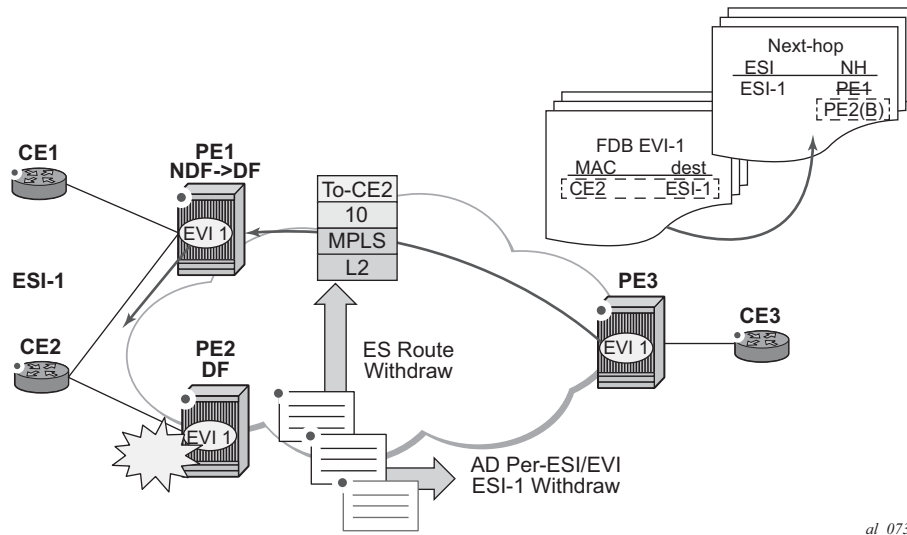 Next-hop
ESI NH
ESI-1 PE1
PE2(B)
FDB EVI-1
MAC dest
CE2 ESI-1
CE1
PE1
NDF->DF
To-CE2
10
MPLS
L2
EVI 1
ESI-1
PE3
CE3
EVI 1
CE2
PE2
DF
ES Route
Withdraw
EVI 1
AD Per-ESI/EVI
ESI-1 Withdraw
al_073